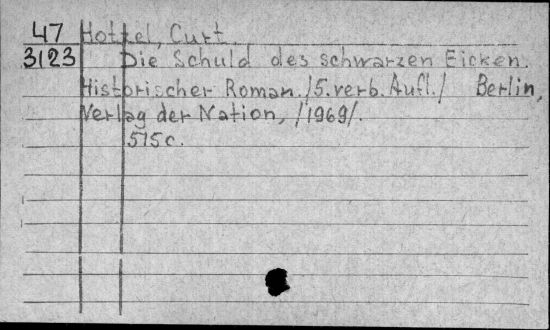 47 Hotzel, Curt.
3123 Die Schuld des schwarzen Eicken.
Historischer Roman. /5. verb. Aufl./ Berlin,
Verlag der Nation, /1969/.
515 c.